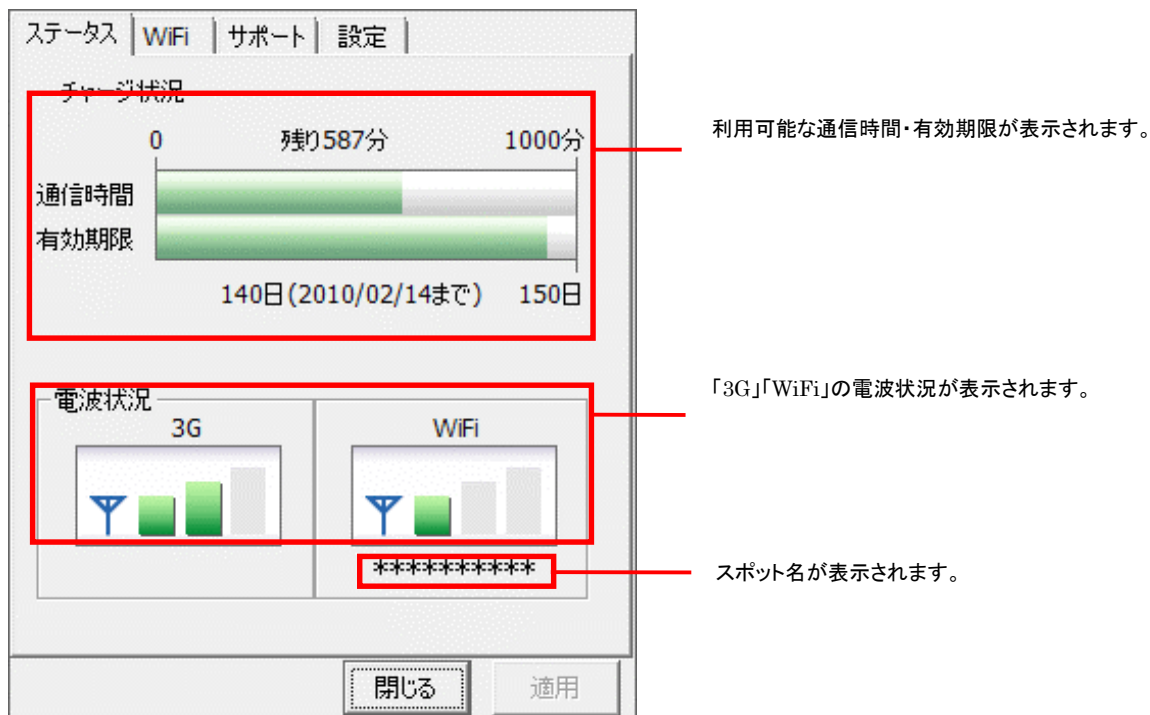 ステータス WiFi サポート 設定
チャージ状況
0 残り587分 1000分
通信時間
有効期限
140日(2010/02/14まで) 150日
利用可能な通信時間・有効期限が表示されます。
電波状況
3G WiFi
「3G」「WiFi」の電波状況が表示されます。
**********
スポット名が表示されます。
閉じる 適用